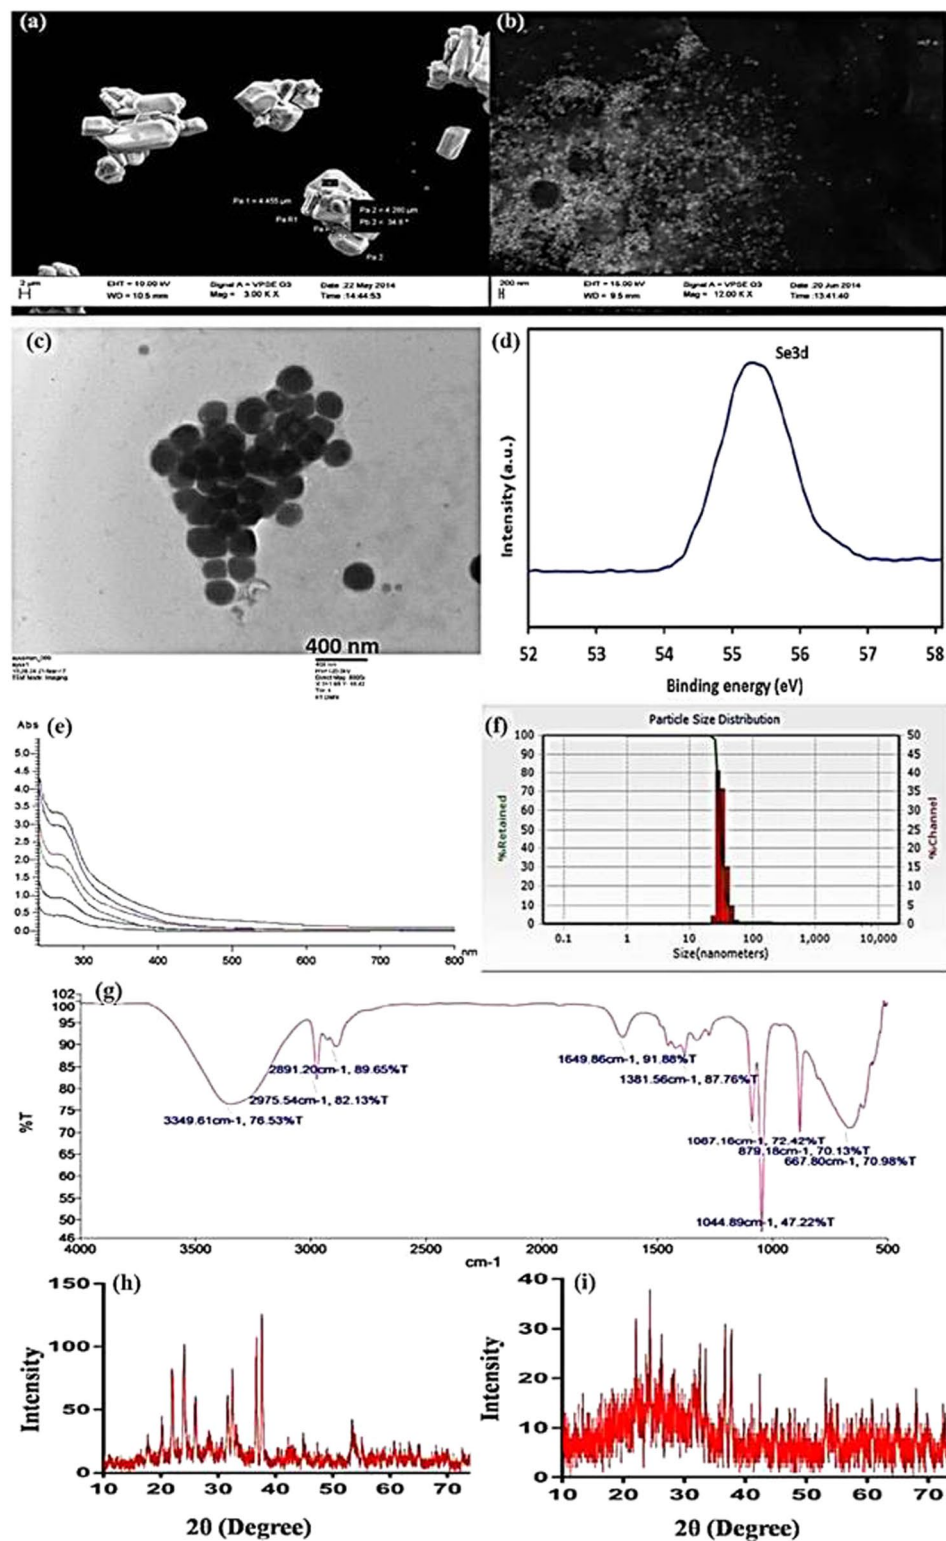 (a)
Pa 1 = 4.455 µm
Pa R1
Pa 2 = 4.260 µm
Pb 2 = 34.8 °
Pa 2
2 µm
EHT = 10.00 kV
WD = 10.5 mm
Signal A = VPSE G3
Mag = 3.00 K X
Date :22 May 2014
Time :14:44:53
(b)
200 nm
EHT = 15.00 kV
WD = 9.5 mm
Signal A = VPSE G3
Mag = 12.00 K X
Date :20 Jun 2014
Time :13:41:40
(c)
400 nm
TEM Mode: Imaging
(d)
Se3d
Intensity (a.u.)
52 53 54 55 56 57 58
Binding energy (eV)
(e)
Abs
5.0
4.5
4.0
3.5
3.0
2.5
2.0
1.5
1.0
0.5
0.0
300 400 500 600 700 800
nm
(f)
Particle Size Distribution
%Retained
100
90
80
70
60
50
40
30
20
10
0
50
45
40
35
30
25
20
15
10
5
0
%Channel
0.1 1 10 100 1,000 10,000
Size(nanometers)
(g)
%T
102
100
95
90
85
80
75
70
65
60
55
50
46
2891.20cm-1, 89.65%T
2975.54cm-1, 82.13%T
3349.61cm-1, 76.53%T
1649.86cm-1, 91.88%T
1381.56cm-1, 87.76%T
1087.16cm-1, 72.42%T
879.18cm-1, 70.13%T
667.80cm-1, 70.98%T
1044.89cm-1, 47.22%T
4000 3500 3000 2500 2000 1500 1000 500
cm-1
(h)
Intensity
150
100
50
0
10 20 30 40 50 60 70
2θ (Degree)
(i)
Intensity
40
30
20
10
0
10 20 30 40 50 60 70
2θ (Degree)